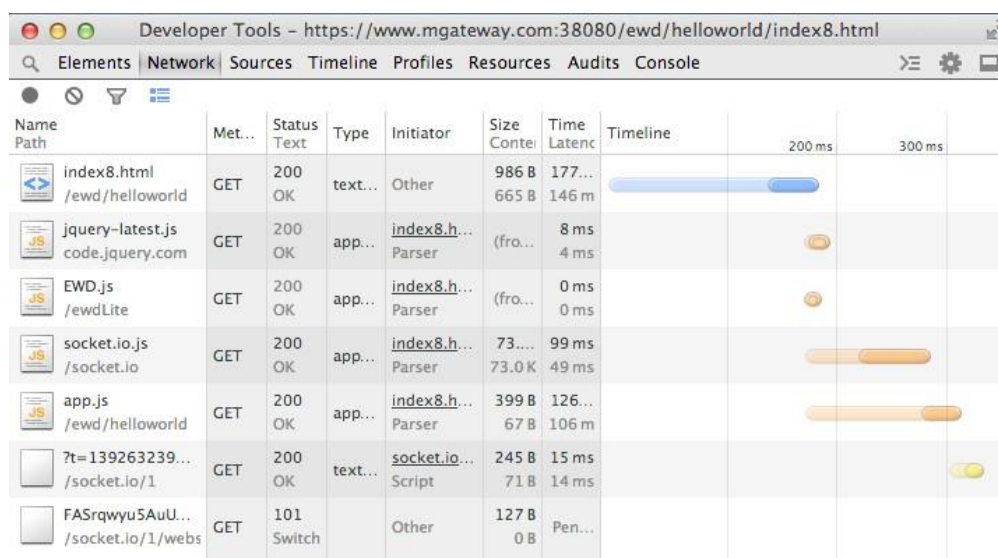 Developer Tools - https://www.mgateway.com:38080/ewd/helloworld/index8.html
Elements Network Sources Timeline Profiles Resources Audits Console
Name Met... Status Type Initiator Size Time Timeline
Path Text Conte Latenc 200 ms 300 ms
index8.html GET 200 text... Other 986 B 177...
/ewd/helloworld OK 665 B 146 m
jquery-latest.js GET 200 app... index8.h... (fro... 8 ms
code.jquery.com OK Parser 4 ms
EWD.js GET 200 app... index8.h... (fro... 0 ms
/ewdLite OK Parser 0 ms
socket.io.js GET 200 app... index8.h... 73.... 99 ms
/socket.io OK Parser 73.0 K 49 ms
app.js GET 200 app... index8.h... 399 B 126...
/ewd/helloworld OK Parser 67 B 106 m
?t=139263239... GET 200 text... socket.io... 245 B 15 ms
/socket.io/1 OK Script 71 B 14 ms
FASrqwyu5AuU... GET 101 Other 127 B Pen...
/socket.io/1/webs Switch 0 B